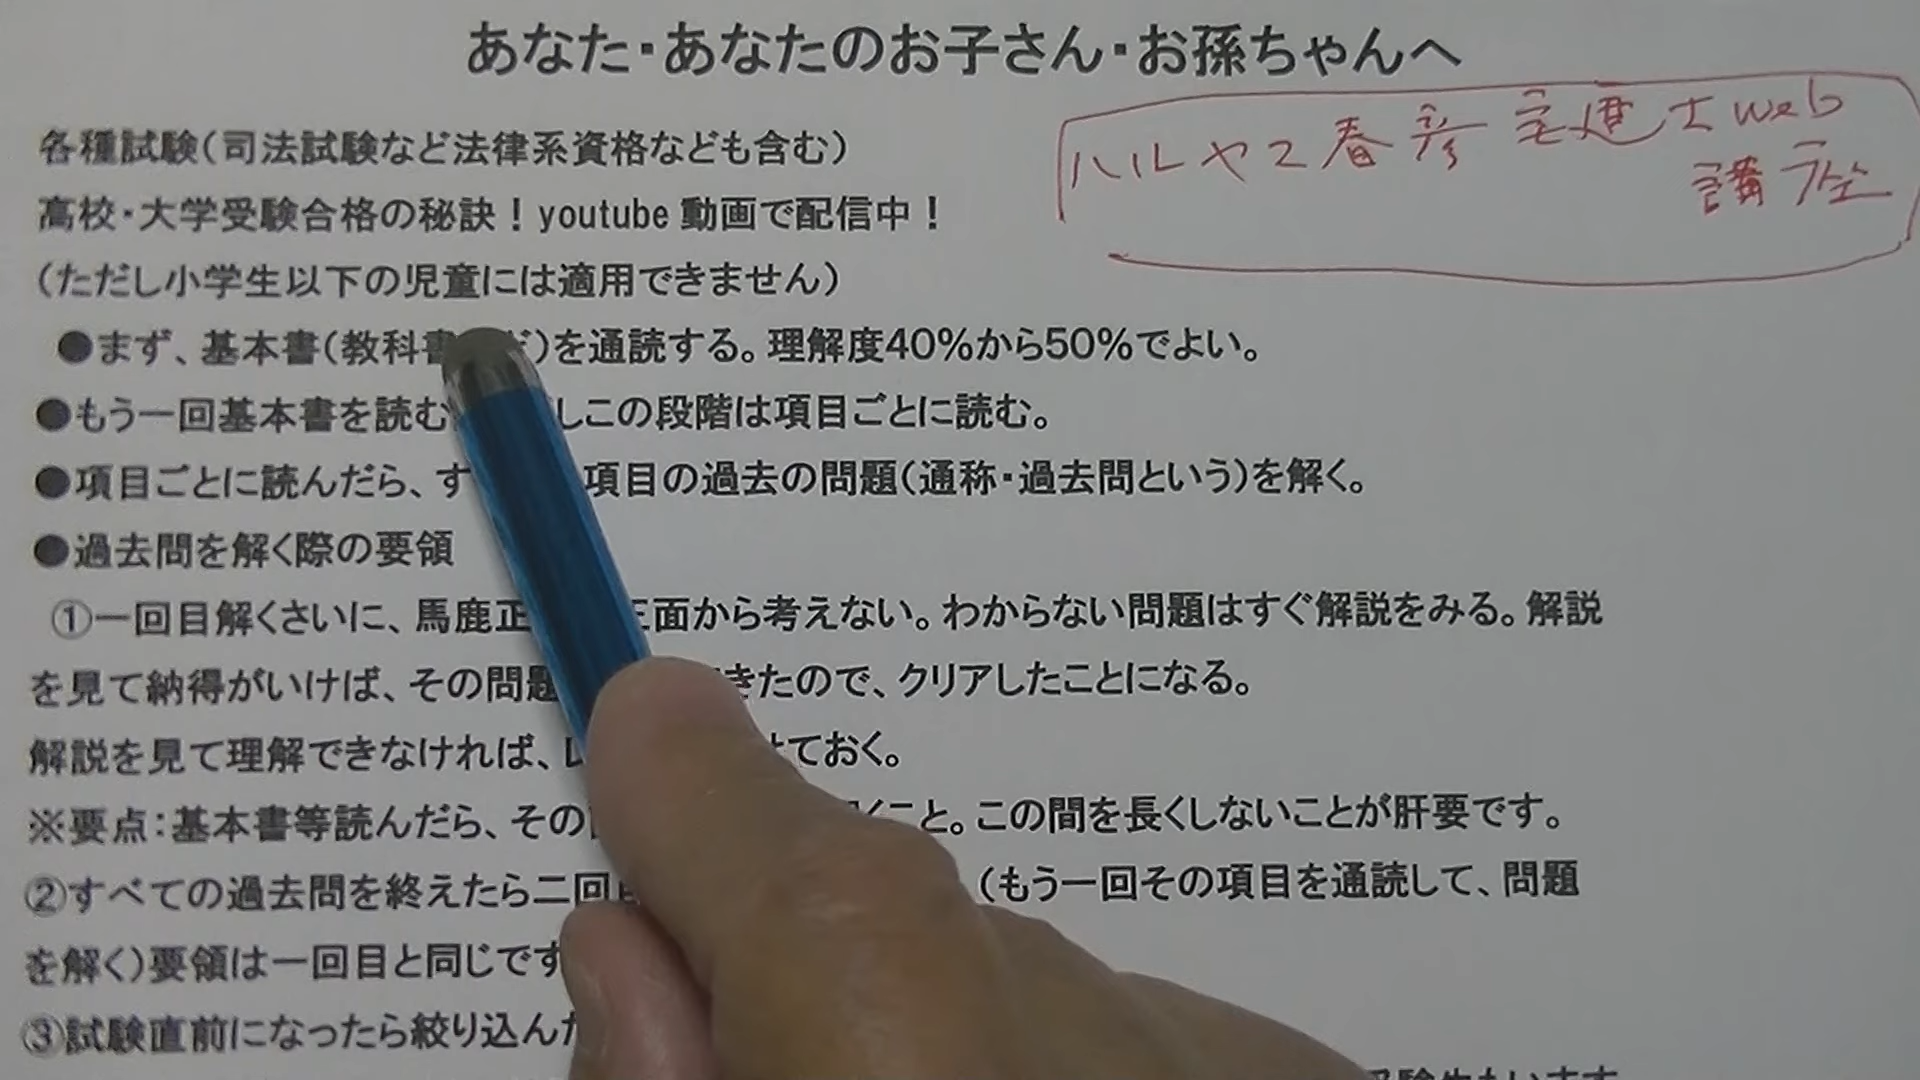 あなた・あなたのお子さん・お孫ちゃんへ
ハルヤマ春彦宅建士web
講座
各種試験(司法試験など法律系資格なども含む)
高校・大学受験合格の秘訣!youtube動画で配信中!
(ただし小学生以下の児童には適用できません)
●まず、基本書(教科書 )を通読する。理解度40%から50%でよい。
●もう一回基本書を読む しこの段階は項目ごとに読む。
●項目ごとに読んだら、す 項目の過去の問題(通称・過去問という)を解く。
●過去問を解く際の要領
①一回目解くさいに、馬鹿正 面から考えない。わからない問題はすぐ解説をみる。解説
を見て納得がいけば、その問題 きたので、クリアしたことになる。
解説を見て理解できなければ、 ておく。
※要点:基本書等読んだら、その こと。この間を長くしないことが肝要です。
②すべての過去問を終えたら二回 (もう一回その項目を通読して、問題
を解く)要領は一回目と同じです
③試験直前になったら絞り込ん